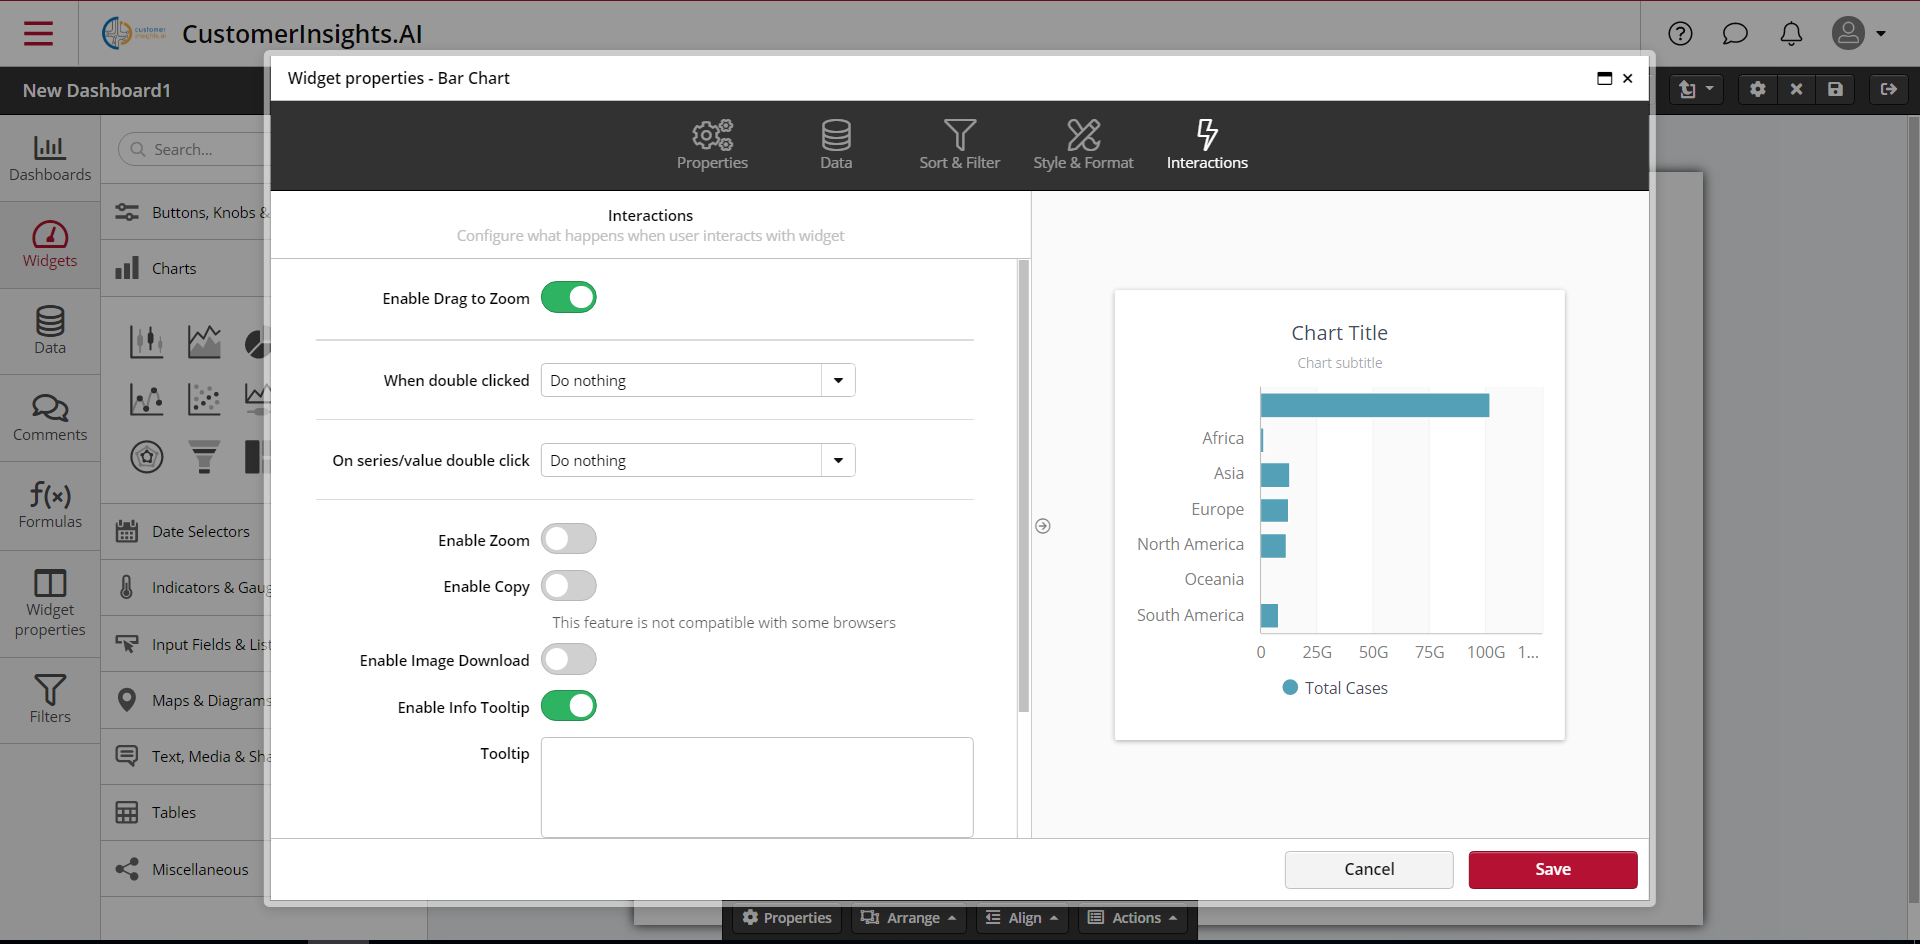 customer
insights.ai
CustomerInsights.AI
New Dashboard1
Widget properties - Bar Chart
Dashboards
Widgets
Data
Comments
Formulas
Widget
properties
Filters
Search...
Buttons, Knobs &
Charts
Date Selectors
Indicators & Gaug
Input Fields & List
Maps & Diagrams
Text, Media & Sha
Tables
Miscellaneous
Properties
Data
Sort & Filter
Style & Format
Interactions
Interactions
Configure what happens when user interacts with widget
Enable Drag to Zoom
When double clicked Do nothing
On series/value double click Do nothing
Enable Zoom
Enable Copy
This feature is not compatible with some browsers
Enable Image Download
Enable Info Tooltip
Tooltip
Chart Title
Chart subtitle
Africa
Asia
Europe
North America
Oceania
South America
0 25G 50G 75G 100G 1...
Total Cases
Cancel Save
Properties Arrange Align Actions